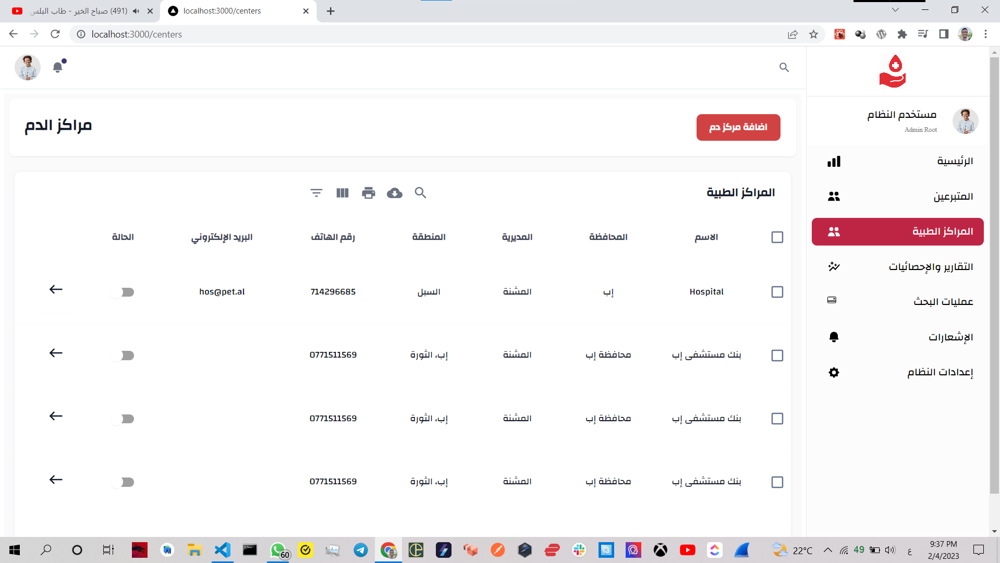 (491) صباح الخير - طاب البلس
localhost:3000/centers
localhost:3000/centers
مستخدم النظام
Admin Root
الرئيسية
المتبرعين
المراكز الطبية
التقارير والإحصائيات
عمليات البحث
الإشعارات
إعدادات النظام
اضافة مركز دم
مراكز الدم
المراكز الطبية
الاسم المحافظة المديرية المنطقة رقم الهاتف البريد الإلكتروني الحالة
Hospital إب المشنة السبل 714296685 hos@pet.al
بنك مستشفى إب محافظة إب المشنة إب، الثورة 0771511569
بنك مستشفى إب محافظة إب المشنة إب، الثورة 0771511569
بنك مستشفى إب محافظة إب المشنة إب، الثورة 0771511569
60
22°C
49
ع
9:37 PM
2/4/2023